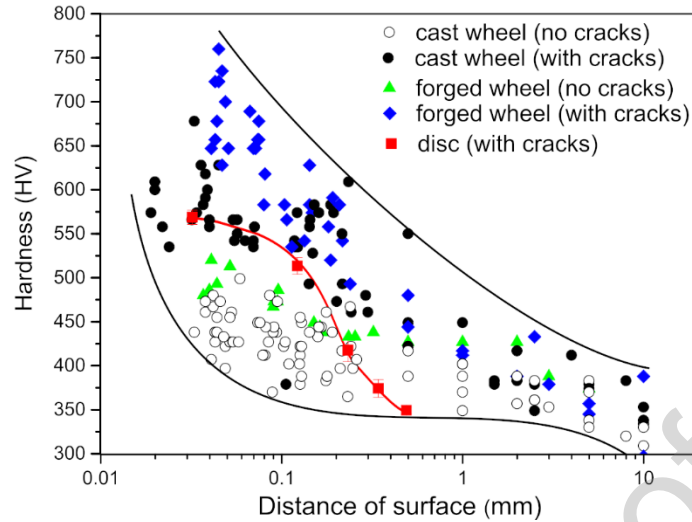 800
750
700
650
600
550
500
450
400
350
300
Hardness (HV)
cast wheel (no cracks)
cast wheel (with cracks)
forged wheel (no cracks)
forged wheel (with cracks)
disc (with cracks)
0.01
0.1
1
10
Distance of surface (mm)
of